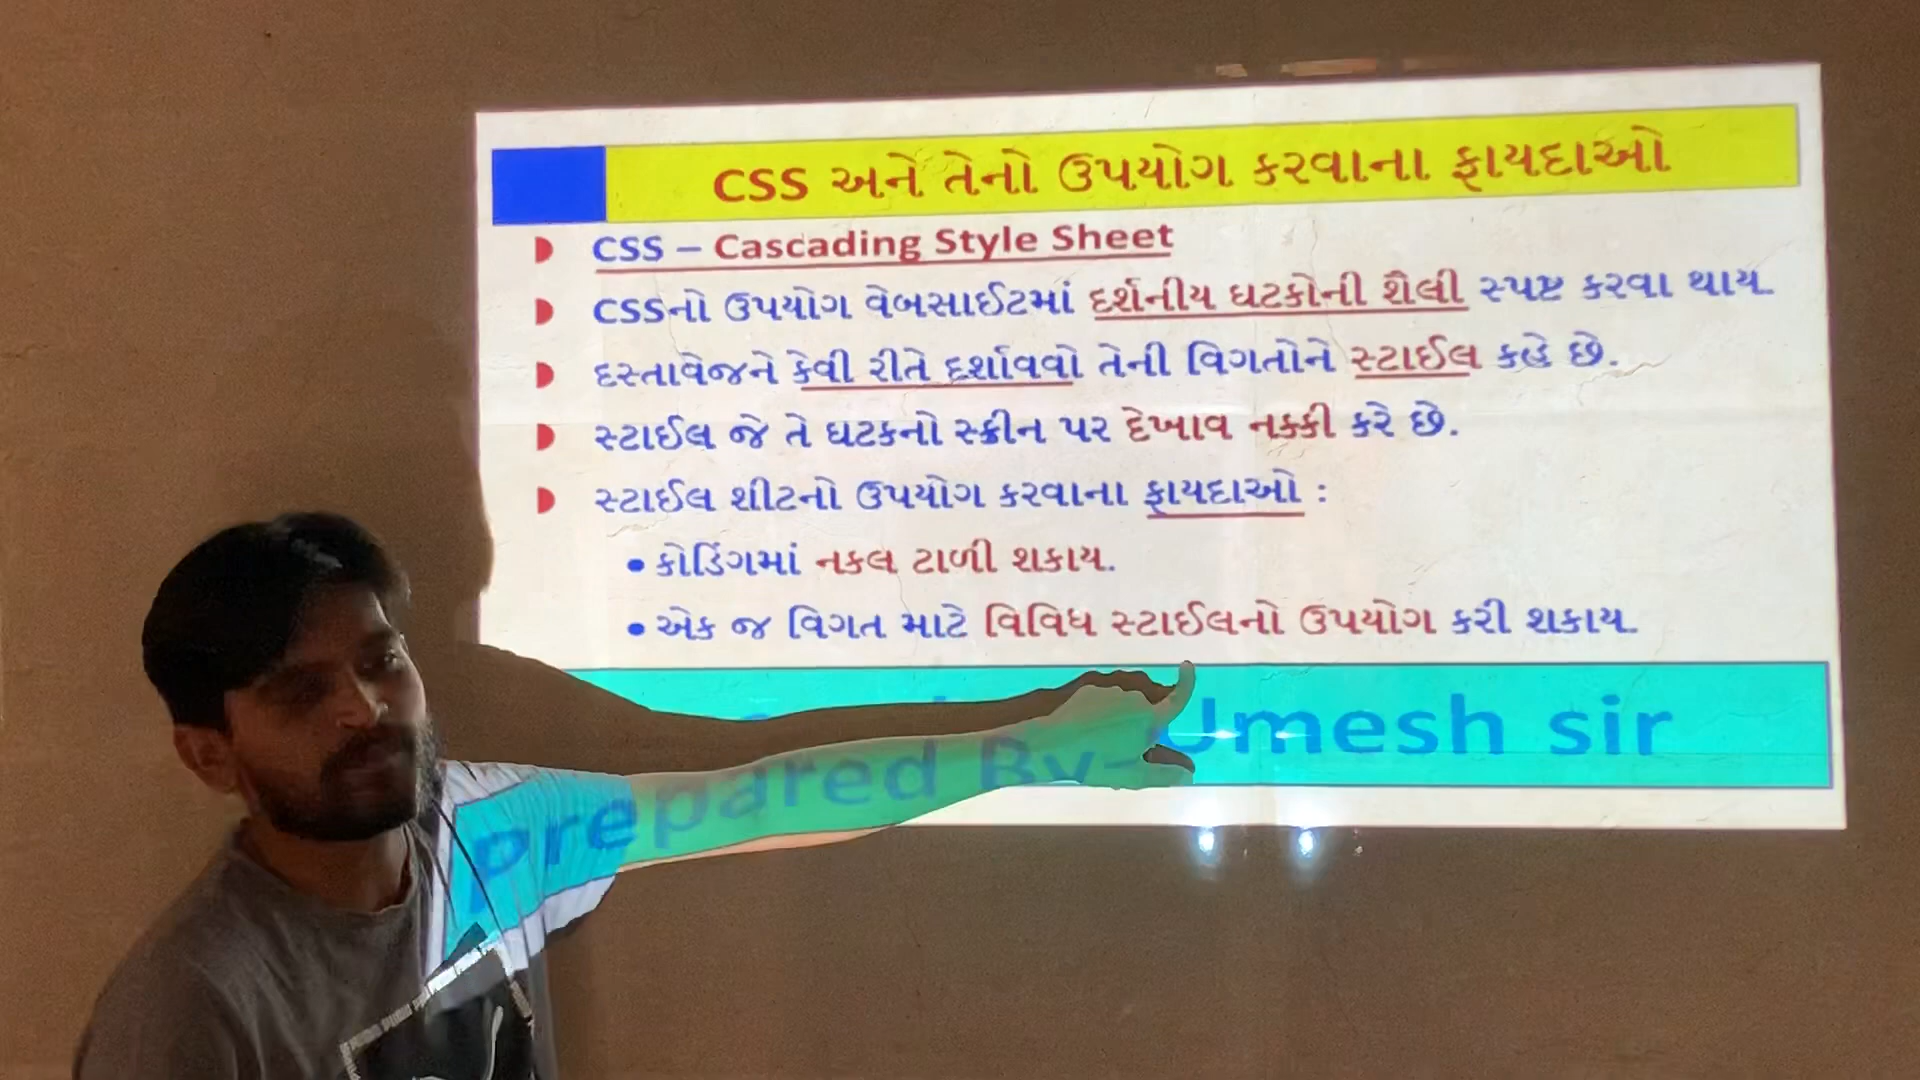 CSS અને તેનો ઉપયોગ કરવાના ફાયદાઓ
CSS – Cascading Style Sheet
CSSનો ઉપયોગ વેબસાઈટમાં દર્શનીય ઘટકોની શૈલી સ્પષ્ટ કરવા થાય.
દસ્તાવેજને કેવી રીતે દર્શાવવો તેની વિગતોને સ્ટાઈલ કહે છે.
સ્ટાઈલ જે તે ઘટકનો સ્ક્રીન પર દેખાવ નક્કી કરે છે.
સ્ટાઈલ શીટનો ઉપયોગ કરવાના ફાયદાઓ :
• કોડિંગમાં નકલ ટાળી શકાય.
• એક જ વિગત માટે વિવિધ સ્ટાઈલનો ઉપયોગ કરી શકાય.
Prepared By- Umesh sir